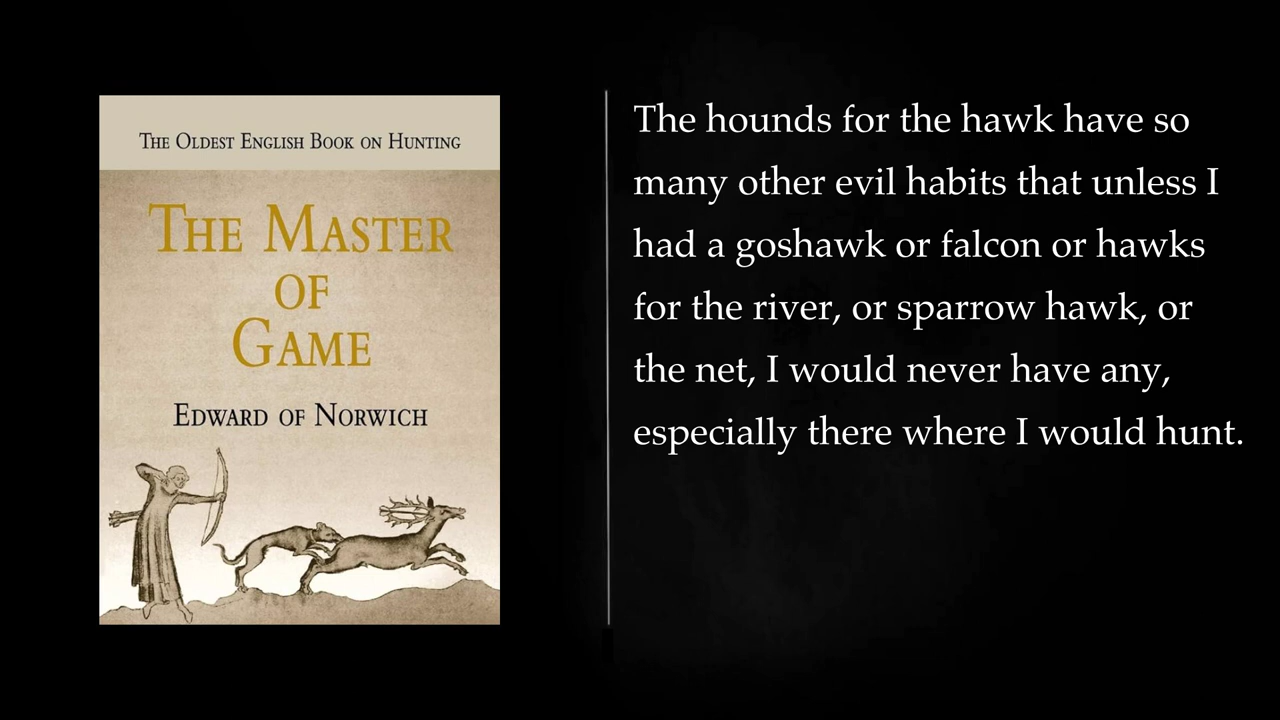 The Oldest English Book on Hunting
The Master
of
Game
Edward of Norwich
The hounds for the hawk have so
many other evil habits that unless I
had a goshawk or falcon or hawks
for the river, or sparrow hawk, or
the net, I would never have any,
especially there where I would hunt.